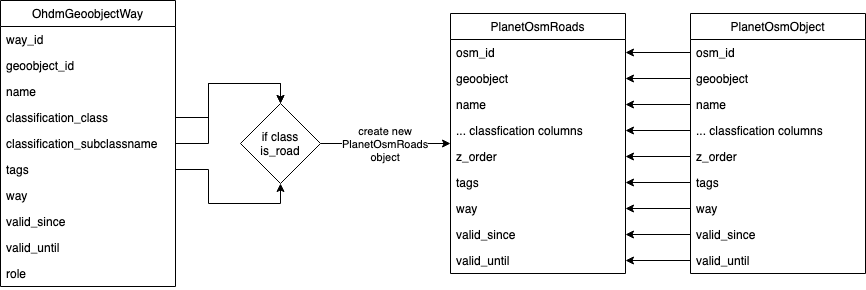 OhdmGeoobjectWay
way_id
geoobject_id
name
classification_class
classification_subclassname
tags
way
valid_since
valid_until
role
if class
is_road
create new
PlanetOsmRoads
object
PlanetOsmRoads
osm_id
geoobject
name
... classfication columns
z_order
tags
way
valid_since
valid_until
PlanetOsmObject
osm_id
geoobject
name
... classfication columns
z_order
tags
way
valid_since
valid_until